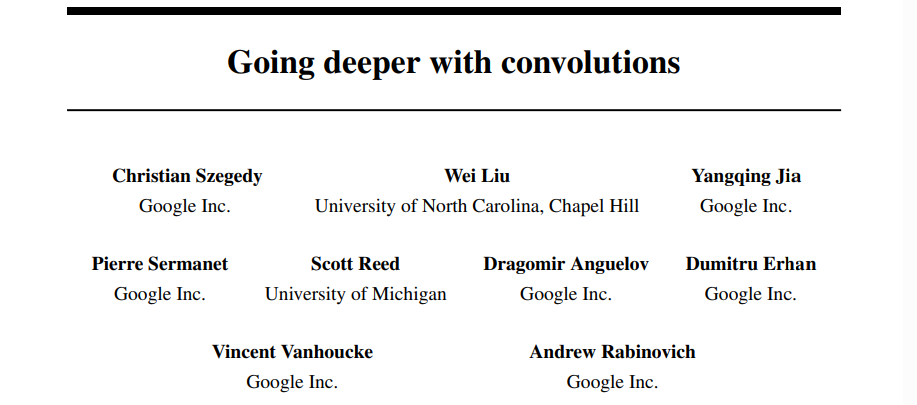 Going deeper with convolutions
Christian Szegedy Wei Liu Yangqing Jia
Google Inc. University of North Carolina, Chapel Hill Google Inc.
Pierre Sermanet Scott Reed Dragomir Anguelov Dumitru Erhan
Google Inc. University of Michigan Google Inc. Google Inc.
Vincent Vanhoucke Andrew Rabinovich
Google Inc. Google Inc.